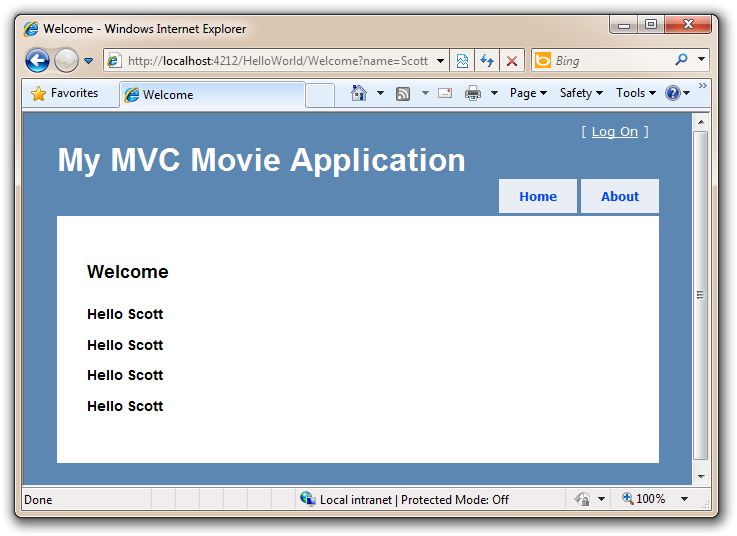 Welcome - Windows Internet Explorer
http://localhost:4212/HelloWorld/Welcome?name=Scott
Bing
Favorites
Welcome
Page
Safety
Tools
[ Log On ]
My MVC Movie Application
Home
About
Welcome
Hello Scott
Hello Scott
Hello Scott
Hello Scott
Done
Local intranet | Protected Mode: Off
100%